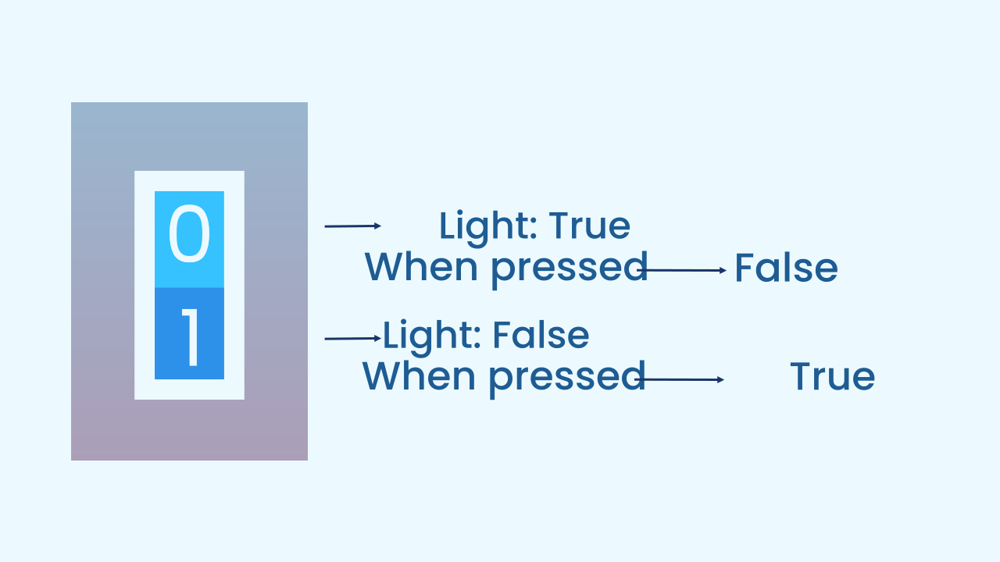 0
1
Light: True
When pressed False
Light: False
When pressed True